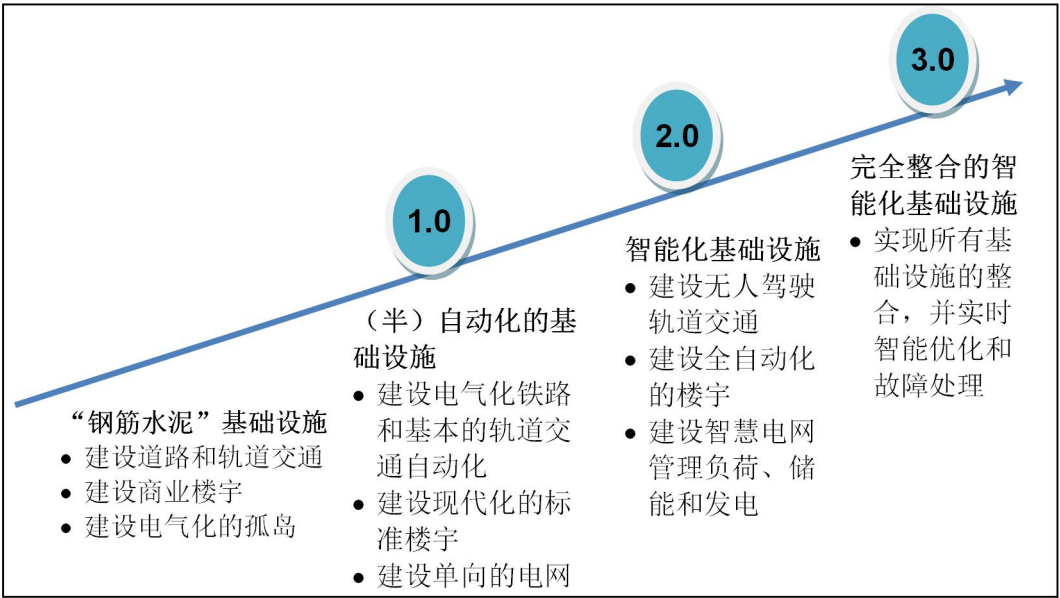 “钢筋水泥”基础设施
● 建设道路和轨道交通
● 建设商业楼宇
● 建设电气化的孤岛
1.0
（半）自动化的基
础设施
● 建设电气化铁路
和基本的轨道交
通自动化
● 建设现代化的标
准楼宇
● 建设单向的电网
2.0
智能化基础设施
● 建设无人驾驶
轨道交通
● 建设全自动化
的楼宇
● 建设智慧电网
管理负荷、储
能和发电
3.0
完全整合的智
能化基础设施
● 实现所有基
础设施的整
合，并实时
智能优化和
故障处理